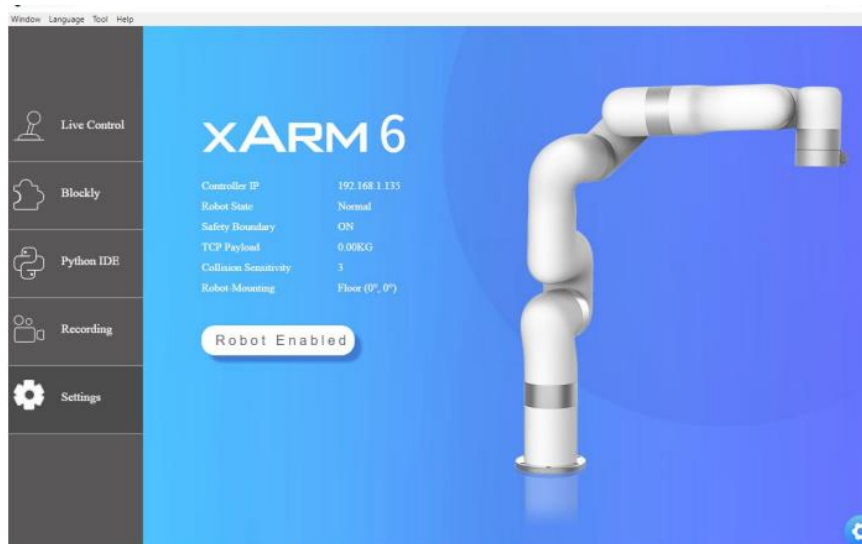 Window Language Tool Help
Live Control
Blockly
Python IDE
Recording
Settings
XARM 6
Controller IP 192.168.1.135
Robot State Normal
Safety Boundary ON
TCP Payload 0.00KG
Collision Sensitivity 3
Robot-Mounting Floor (0°, 0°)
Robot Enabled